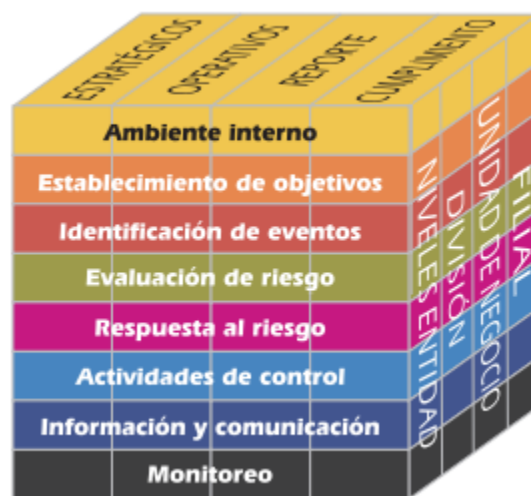 ESTRATÉGICOS
OPERATIVOS
REPORTE
CUMPLIMIENTO
Ambiente interno
Establecimiento de objetivos
Identificación de eventos
Evaluación de riesgo
Respuesta al riesgo
Actividades de control
Información y comunicación
Monitoreo
NIVELES ENTIDAD
DIVISIÓN
UNIDAD DE NEGOCIO
FILIAL